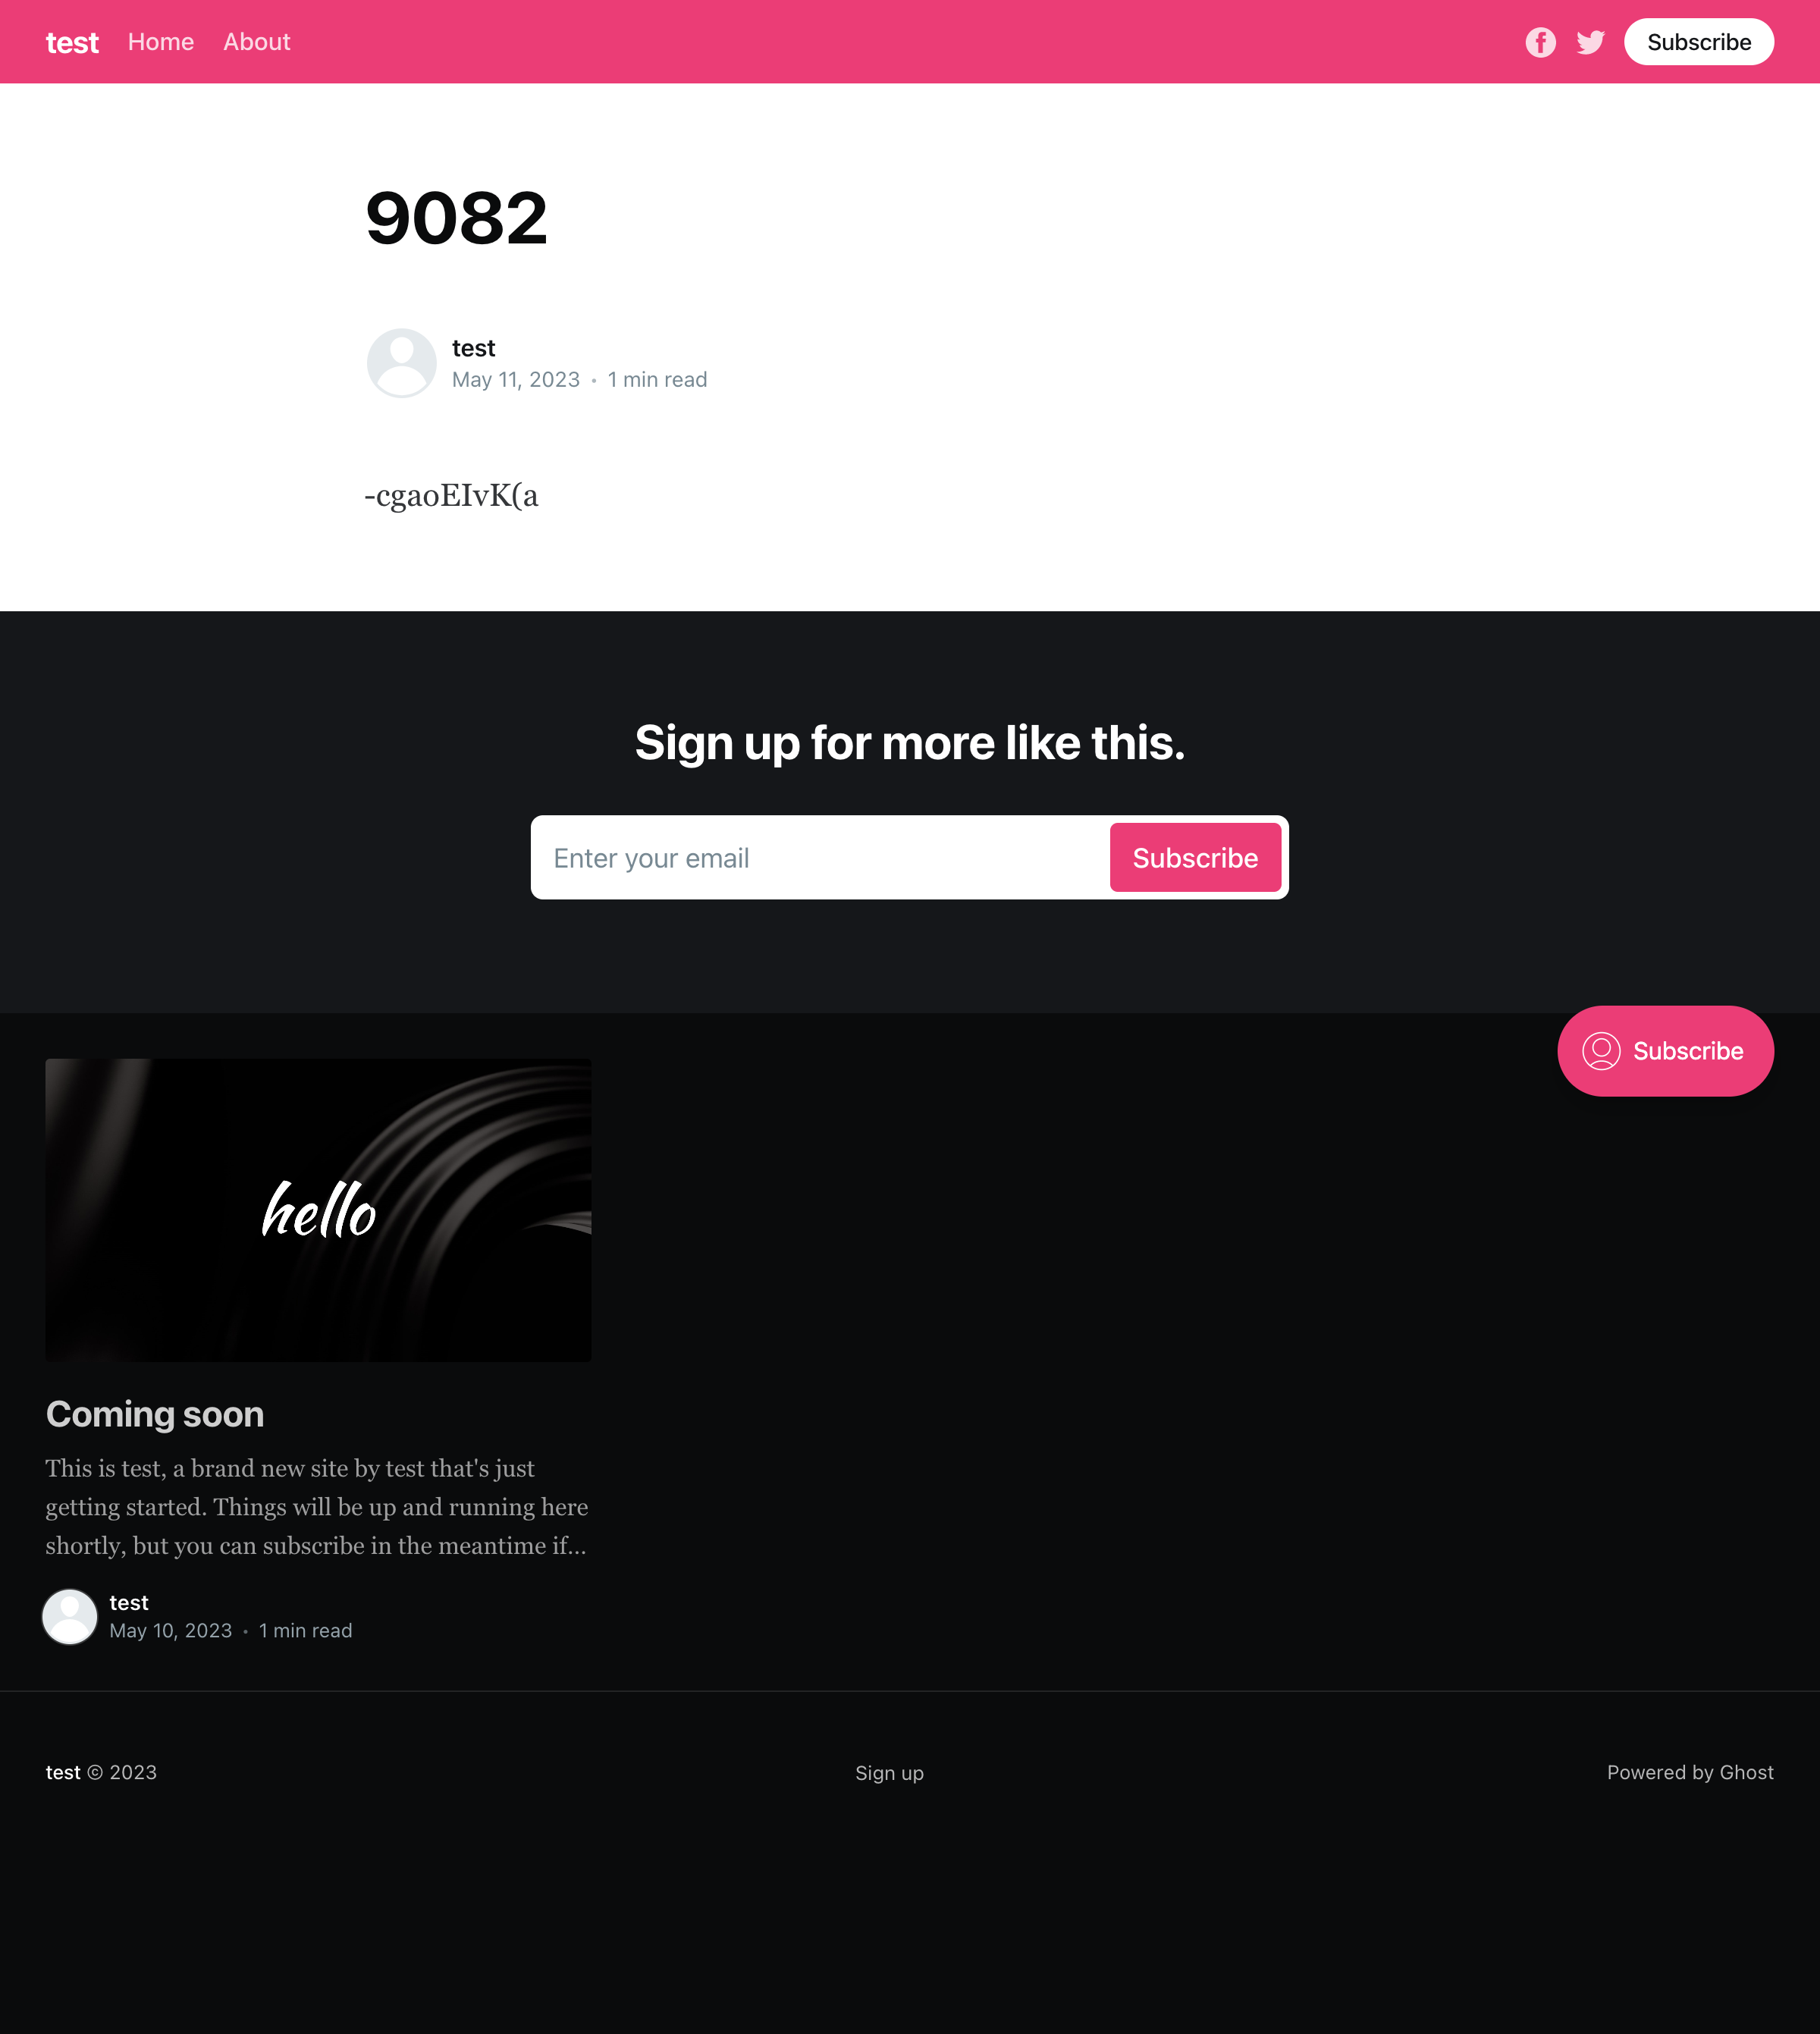 test Home About Subscribe
9082
test
May 11, 2023 • 1 min read
-cgaoEIvK(a
Sign up for more like this.
Enter your email Subscribe
Subscribe
hello
Coming soon
This is test, a brand new site by test that's just
getting started. Things will be up and running here
shortly, but you can subscribe in the meantime if...
test
May 10, 2023 • 1 min read
test © 2023 Sign up Powered by Ghost